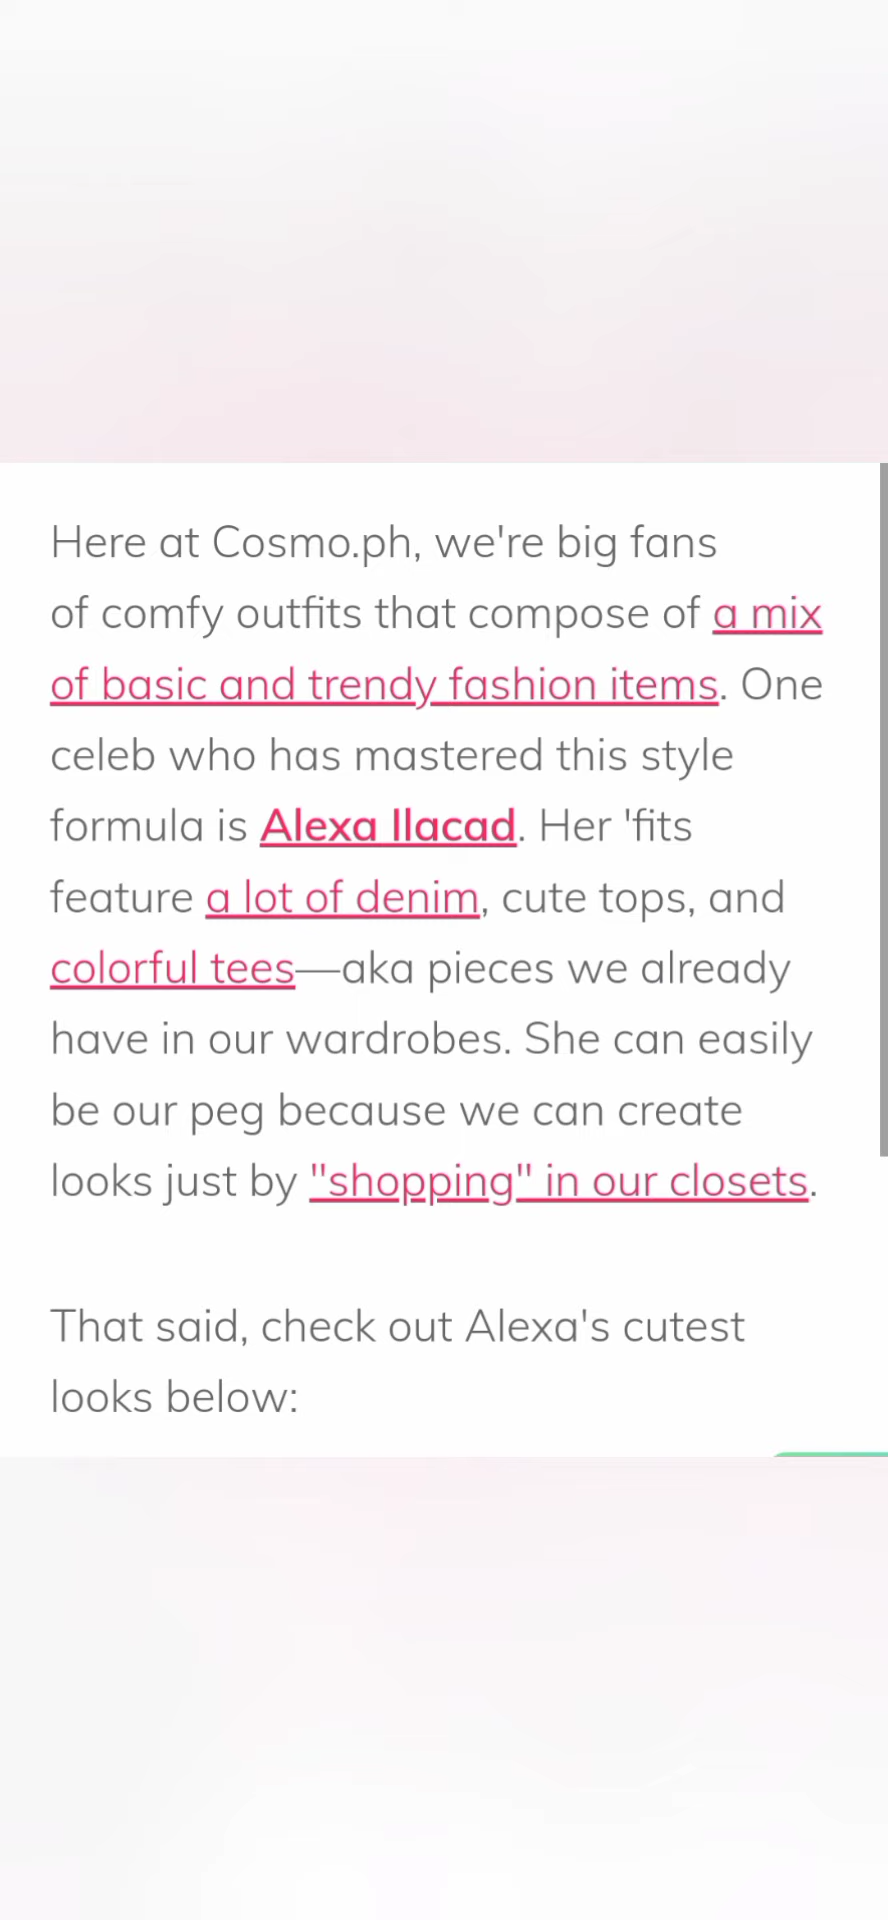 Here at Cosmo.ph, we're big fans
of comfy outfits that compose of a mix
of basic and trendy fashion items. One
celeb who has mastered this style
formula is Alexa Ilacad. Her 'fits
feature a lot of denim, cute tops, and
colorful tees—aka pieces we already
have in our wardrobes. She can easily
be our peg because we can create
looks just by "shopping" in our closets.
That said, check out Alexa's cutest
looks below: